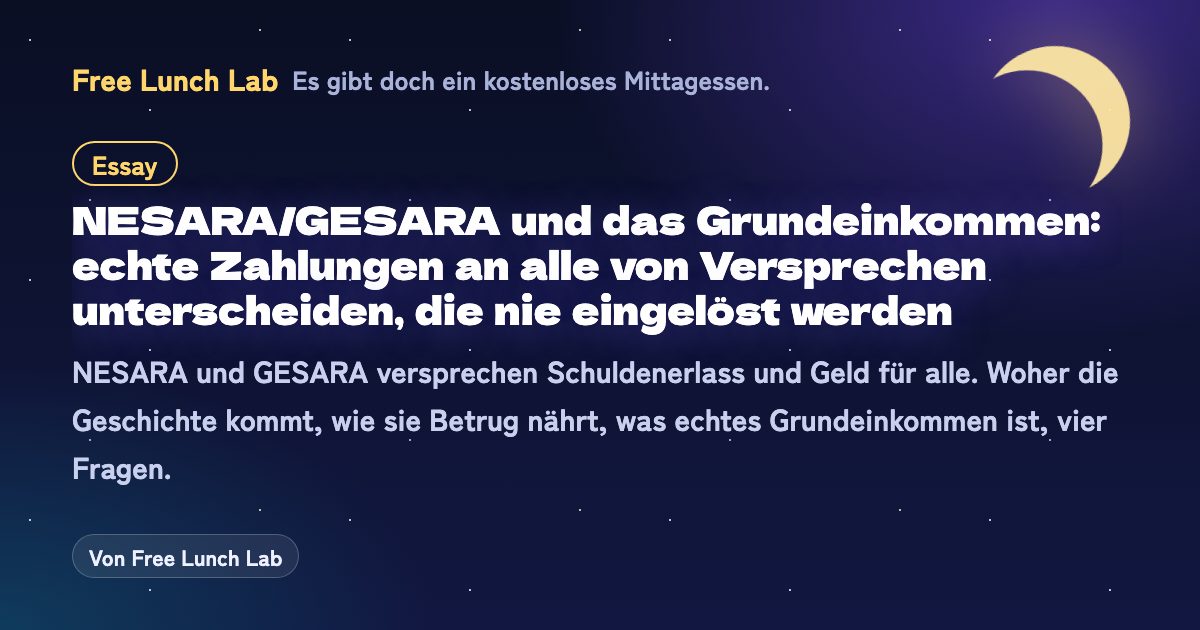 Free Lunch Lab Es gibt doch ein kostenloses Mittagessen.
Essay
NESARA/GESARA und das Grundeinkommen:
echte Zahlungen an alle von Versprechen
unterscheiden, die nie eingelöst werden
NESARA und GESARA versprechen Schuldenerlass und Geld für alle. Woher die
Geschichte kommt, wie sie Betrug nährt, was echtes Grundeinkommen ist, vier
Fragen.
Von Free Lunch Lab